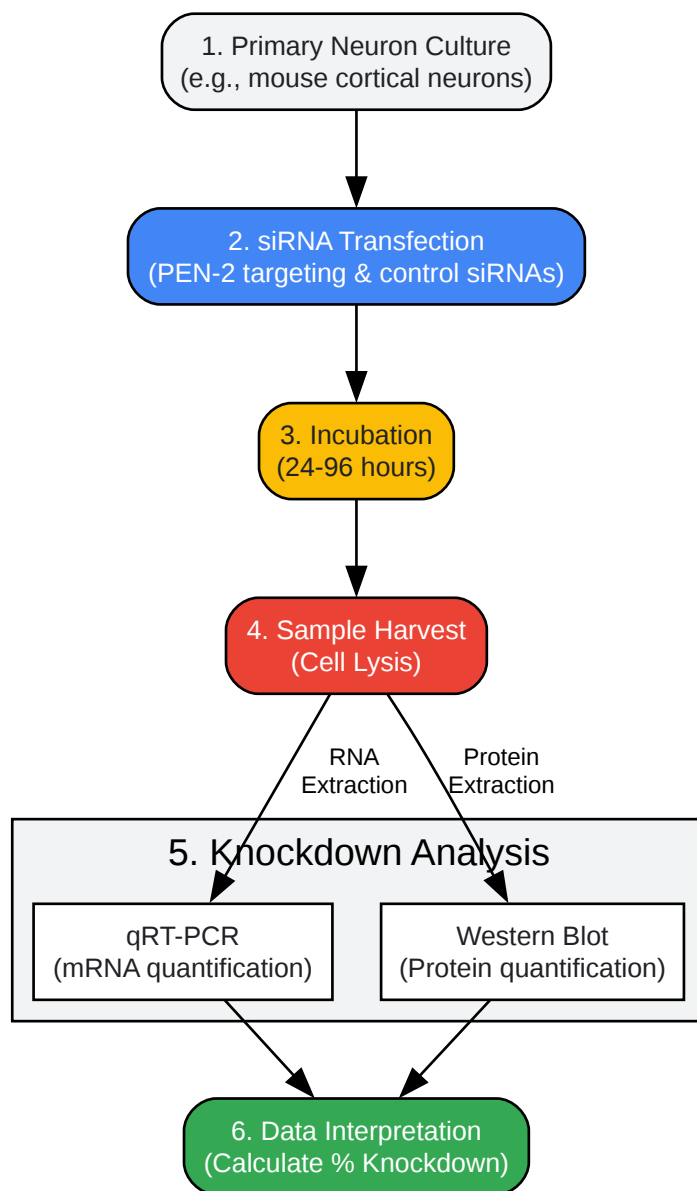 1. Primary Neuron Culture
(e.g., mouse cortical neurons)
2. siRNA Transfection
(PEN-2 targeting & control siRNAs)
3. Incubation
(24-96 hours)
4. Sample Harvest
(Cell Lysis)
RNA
Extraction
Protein
Extraction
5. Knockdown Analysis
qRT-PCR
(mRNA quantification)
Western Blot
(Protein quantification)
6. Data Interpretation
(Calculate % Knockdown)